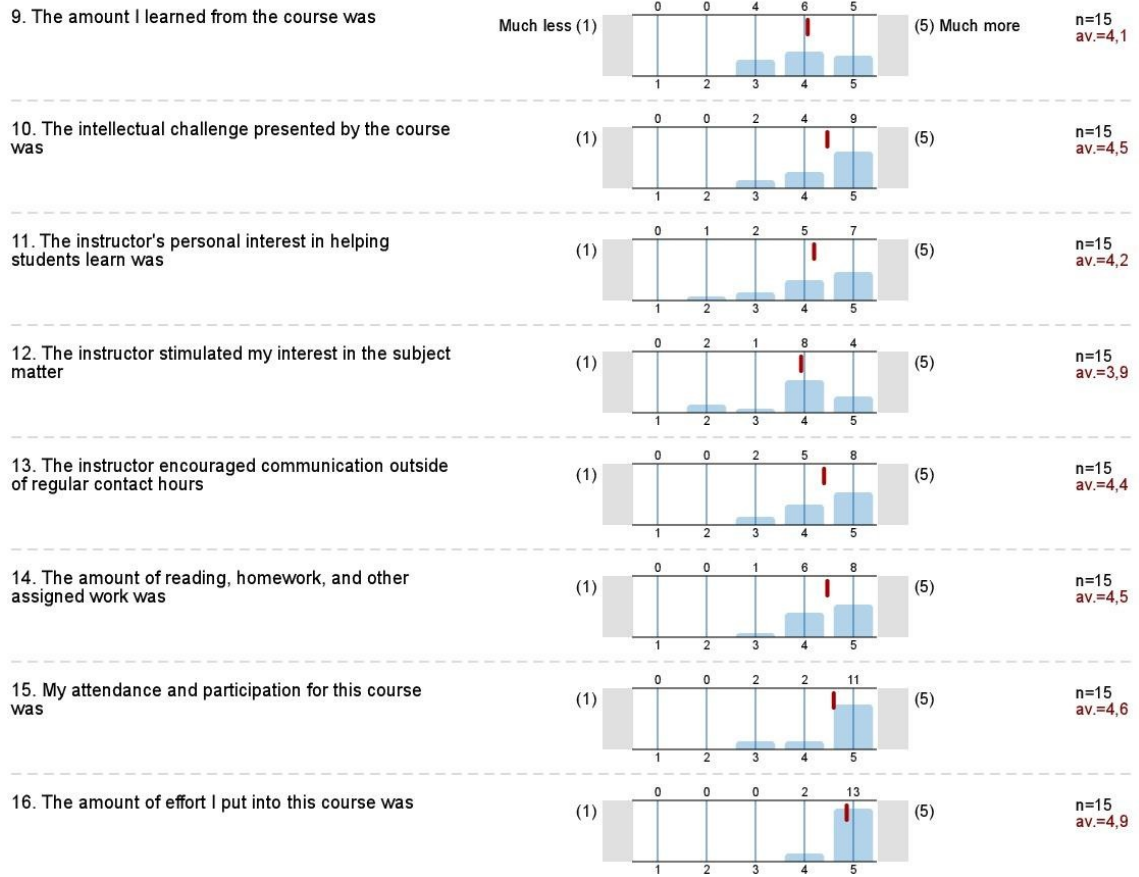 9. The amount I learned from the course was
Much less (1)
0 0 4 6 5
1 2 3 4 5
(5) Much more
n=15
av.=4,1
10. The intellectual challenge presented by the course
was
(1)
0 0 2 4 9
1 2 3 4 5
(5)
n=15
av.=4,5
11. The instructor's personal interest in helping
students learn was
(1)
0 1 2 5 7
1 2 3 4 5
(5)
n=15
av.=4,2
12. The instructor stimulated my interest in the subject
matter
(1)
0 2 1 8 4
1 2 3 4 5
(5)
n=15
av.=3,9
13. The instructor encouraged communication outside
of regular contact hours
(1)
0 0 2 5 8
1 2 3 4 5
(5)
n=15
av.=4,4
14. The amount of reading, homework, and other
assigned work was
(1)
0 0 1 6 8
1 2 3 4 5
(5)
n=15
av.=4,5
15. My attendance and participation for this course
was
(1)
0 0 2 2 11
1 2 3 4 5
(5)
n=15
av.=4,6
16. The amount of effort I put into this course was
(1)
0 0 0 2 13
1 2 3 4 5
(5)
n=15
av.=4,9